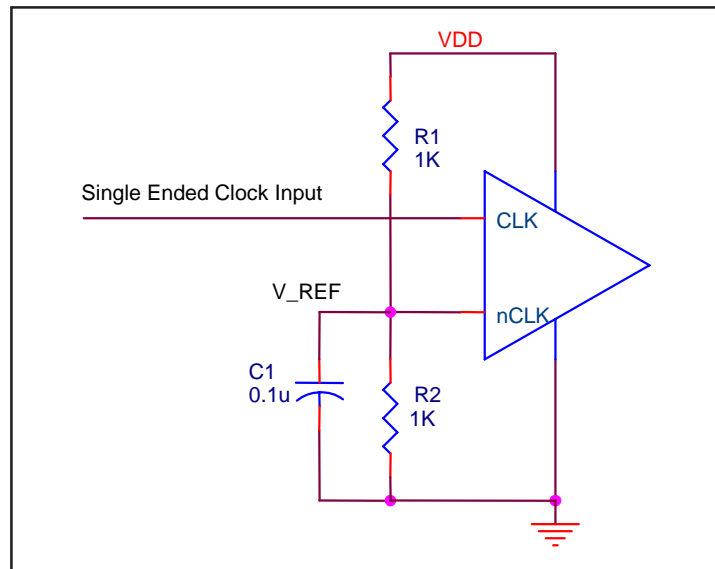 VDD
R1
1K
Single Ended Clock Input
CLK
V_REF
nCLK
C1
0.1u
R2
1K